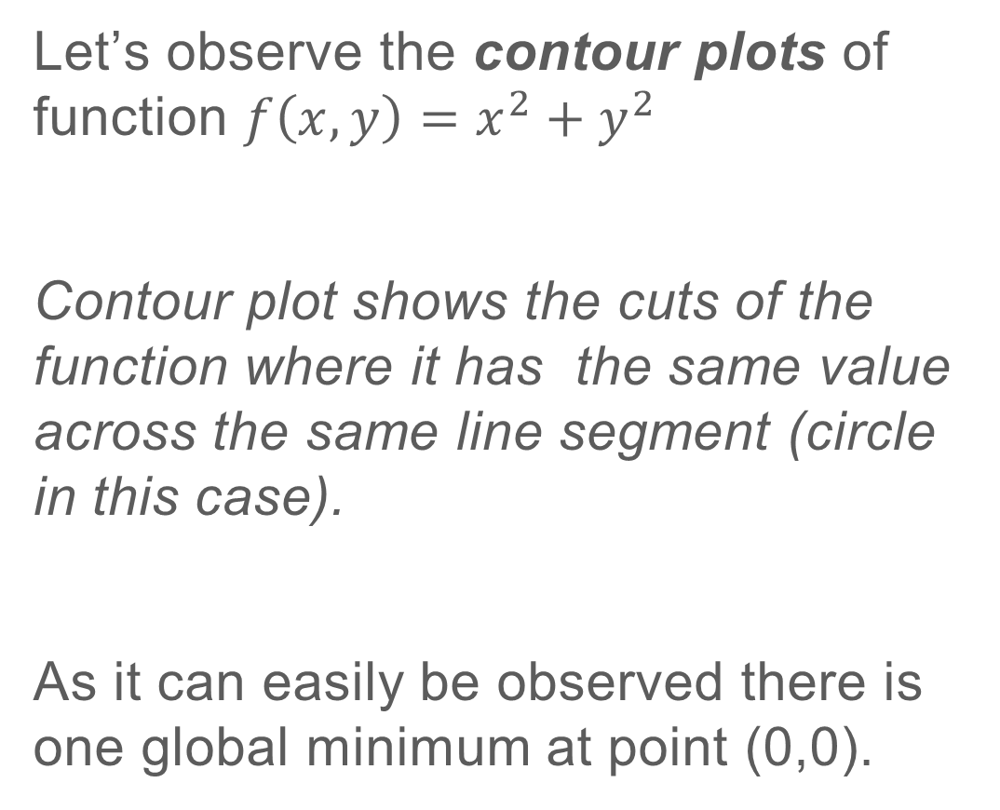 Let’s observe the contour plots of
function f(x, y) = x² + y²
Contour plot shows the cuts of the
function where it has  the same value
across the same line segment (circle
in this case).
As it can easily be observed there is
one global minimum at point (0,0).